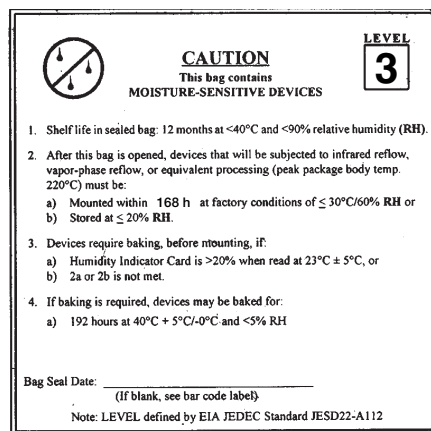 LEVEL
3
CAUTION
This bag contains
MOISTURE-SENSITIVE DEVICES
1. Shelf life in sealed bag: 12 months at <40°C and <90% relative humidity (RH).
2. After this bag is opened, devices that will be subjected to infrared reflow,
vapor-phase reflow, or equivalent processing (peak package body temp.
220°C) must be:
a) Mounted within 168 h at factory conditions of ≤ 30°C/60% RH or
b) Stored at ≤ 20% RH.
3. Devices require baking, before mounting, if:
a) Humidity Indicator Card is >20% when read at 23°C ± 5°C, or
b) 2a or 2b is not met.
4. If baking is required, devices may be baked for:
a) 192 hours at 40°C + 5°C/-0°C and <5% RH
Bag Seal Date:
(If blank, see bar code label)
Note: LEVEL defined by EIA JEDEC Standard JESD22-A112